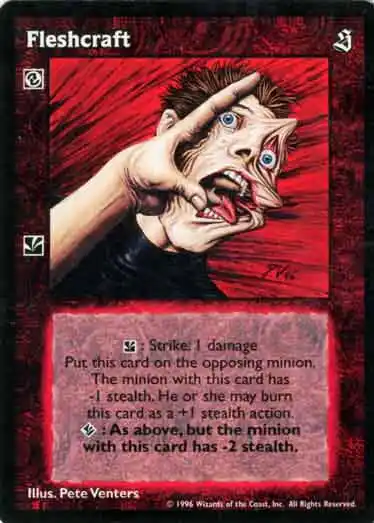 Fleshcraft
: Strike: 1 damage
Put this card on the opposing minion.
The minion with this card has
-1 stealth. He or she may burn
this card as a +1 stealth action.
: As above, but the minion
with this card has -2 stealth.
Illus. Pete Venters
© 1996 Wizards of the Coast, Inc. All Rights Reserved.